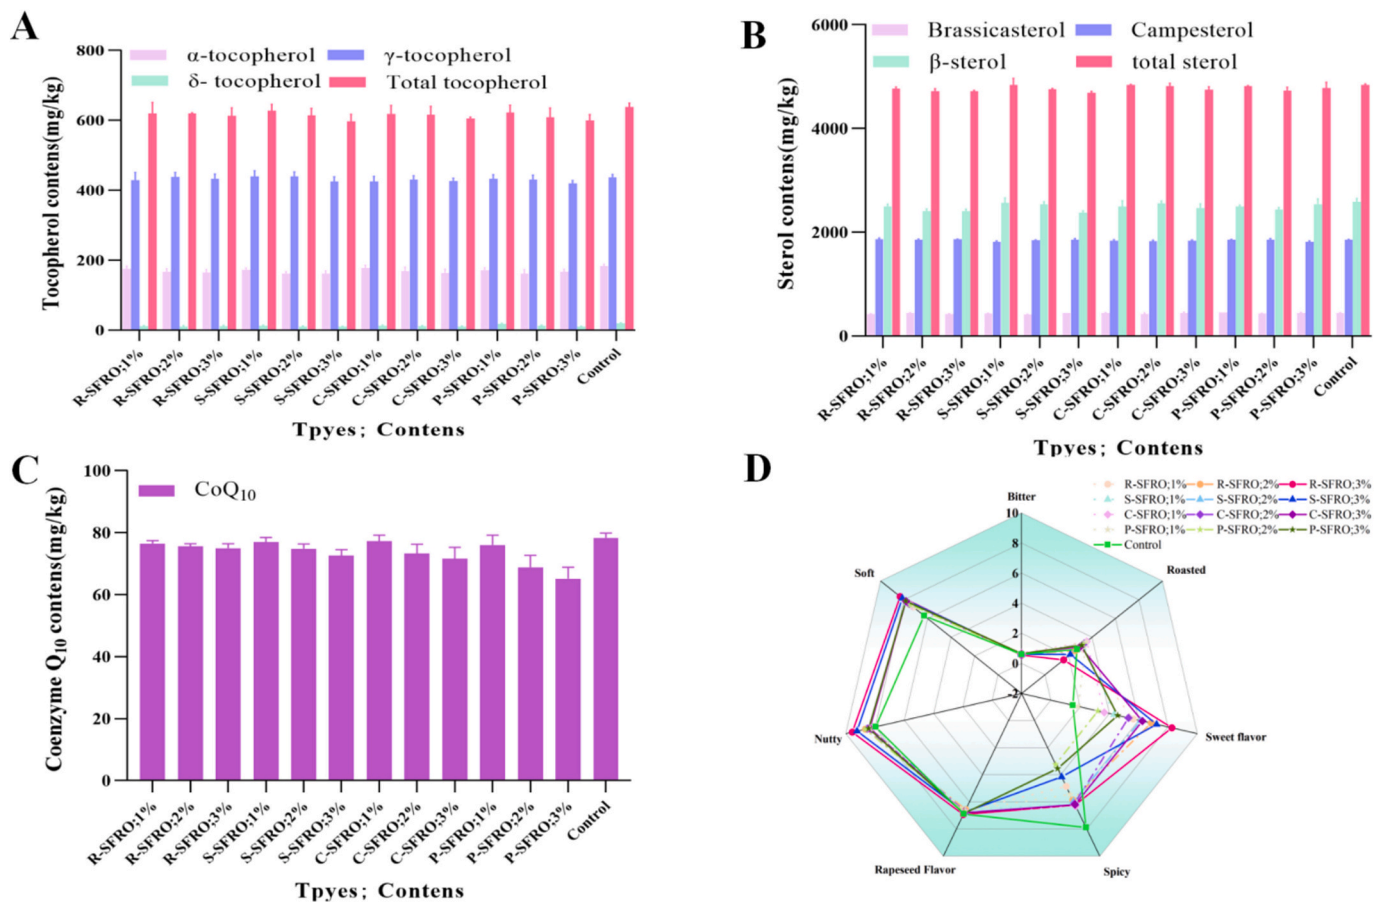 A
Tocopherol contens(mg/kg)
800
600
400
200
0
α-tocopherol
γ-tocopherol
δ- tocopherol
Total tocopherol
R-SFRO;1%
R-SFRO;2%
R-SFRO;3%
S-SFRO;1%
S-SFRO;2%
S-SFRO;3%
C-SFRO;1%
C-SFRO;2%
C-SFRO;3%
P-SFRO;1%
P-SFRO;2%
P-SFRO;3%
Control
Tpyes; Contens
B
Sterol contens(mg/kg)
6000
4000
2000
0
Brassicasterol
Campesterol
β-sterol
total sterol
R-SFRO;1%
R-SFRO;2%
R-SFRO;3%
S-SFRO;1%
S-SFRO;2%
S-SFRO;3%
C-SFRO;1%
C-SFRO;2%
C-SFRO;3%
P-SFRO;1%
P-SFRO;2%
P-SFRO;3%
Control
Tpyes; Contens
C
Coenzyme Q10 contens(mg/kg)
100
80
60
40
20
0
CoQ10
R-SFRO;1%
R-SFRO;2%
R-SFRO;3%
S-SFRO;1%
S-SFRO;2%
S-SFRO;3%
C-SFRO;1%
C-SFRO;2%
C-SFRO;3%
P-SFRO;1%
P-SFRO;2%
P-SFRO;3%
Control
Tpyes; Contens
D
R-SFRO;1% R-SFRO;2% R-SFRO;3%
S-SFRO;1% S-SFRO;2% S-SFRO;3%
C-SFRO;1% C-SFRO;2% C-SFRO;3%
P-SFRO;1% P-SFRO;2% P-SFRO;3%
Control
Bitter
Roasted
Sweet flavor
Spicy
Rapeseed Flavor
Nutty
Soft
10
8
6
4
2
0
-2